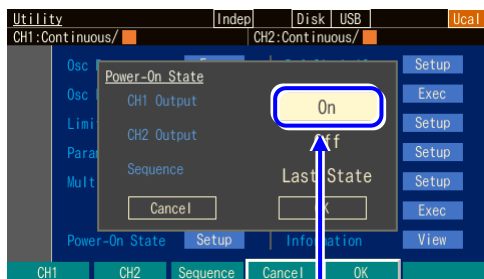 Utility Indep Disk USB Ucal
CH1:Continuous/ CH2:Continuous/
Osc Setup
Power-On State
Osc Exec
CH1 Output On
Limi Setup
CH2 Output Off
Para Setup
Sequence Last State
Mult Setup
Cancel OK
Exec
Power-On State Setup Information View
CH1 CH2 Sequence Cancel OK